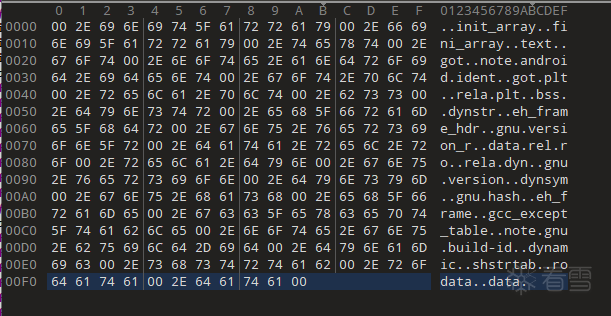 0 1 2 3 4 5 6 7 8 9 A B C D E F 0123456789ABCDEF
0000 00 2E 69 6E 69 74 5F 61 72 72 61 79 00 2E 66 69 ..init_array..fi
0010 6E 69 5F 61 72 72 61 79 00 2E 74 65 78 74 00 2E ni_array..text..
0020 67 6F 74 00 2E 6E 6F 74 65 2E 61 6E 64 72 6F 69 got..note.androi
0030 64 2E 69 64 65 6E 74 00 2E 67 6F 74 2E 70 6C 74 d.ident..got.plt
0040 00 2E 72 65 6C 61 2E 70 6C 74 00 2E 62 73 73 00 ..rela.plt..bss.
0050 2E 64 79 6E 73 74 72 00 2E 65 68 5F 66 72 61 6D .dynstr..eh_fram
0060 65 5F 68 64 72 00 2E 67 6E 75 2E 76 65 72 73 69 e_hdr..gnu.versi
0070 6F 6E 5F 72 00 2E 64 61 74 61 2E 72 65 6C 2E 72 on_r..data.rel.r
0080 6F 00 2E 72 65 6C 61 2E 64 79 6E 00 2E 67 6E 75 o..rela.dyn..gnu
0090 2E 76 65 72 73 69 6F 6E 00 2E 64 79 6E 73 79 6D .version..dynsym
00A0 00 2E 67 6E 75 2E 68 61 73 68 00 2E 65 68 5F 66 ..gnu.hash..eh_f
00B0 72 61 6D 65 00 2E 67 63 63 5F 65 78 63 65 70 74 rame..gcc_except
00C0 5F 74 61 62 6C 65 00 2E 6E 6F 74 65 2E 67 6E 75 _table..note.gnu
00D0 2E 62 75 69 6C 64 2D 69 64 00 2E 64 79 6E 61 6D .build-id..dynam
00E0 69 63 00 2E 73 68 73 74 72 74 61 62 00 2E 72 6F ic..shstrtab..ro
00F0 64 61 74 61 00 2E 64 61 74 61 00 data..data.
看雪